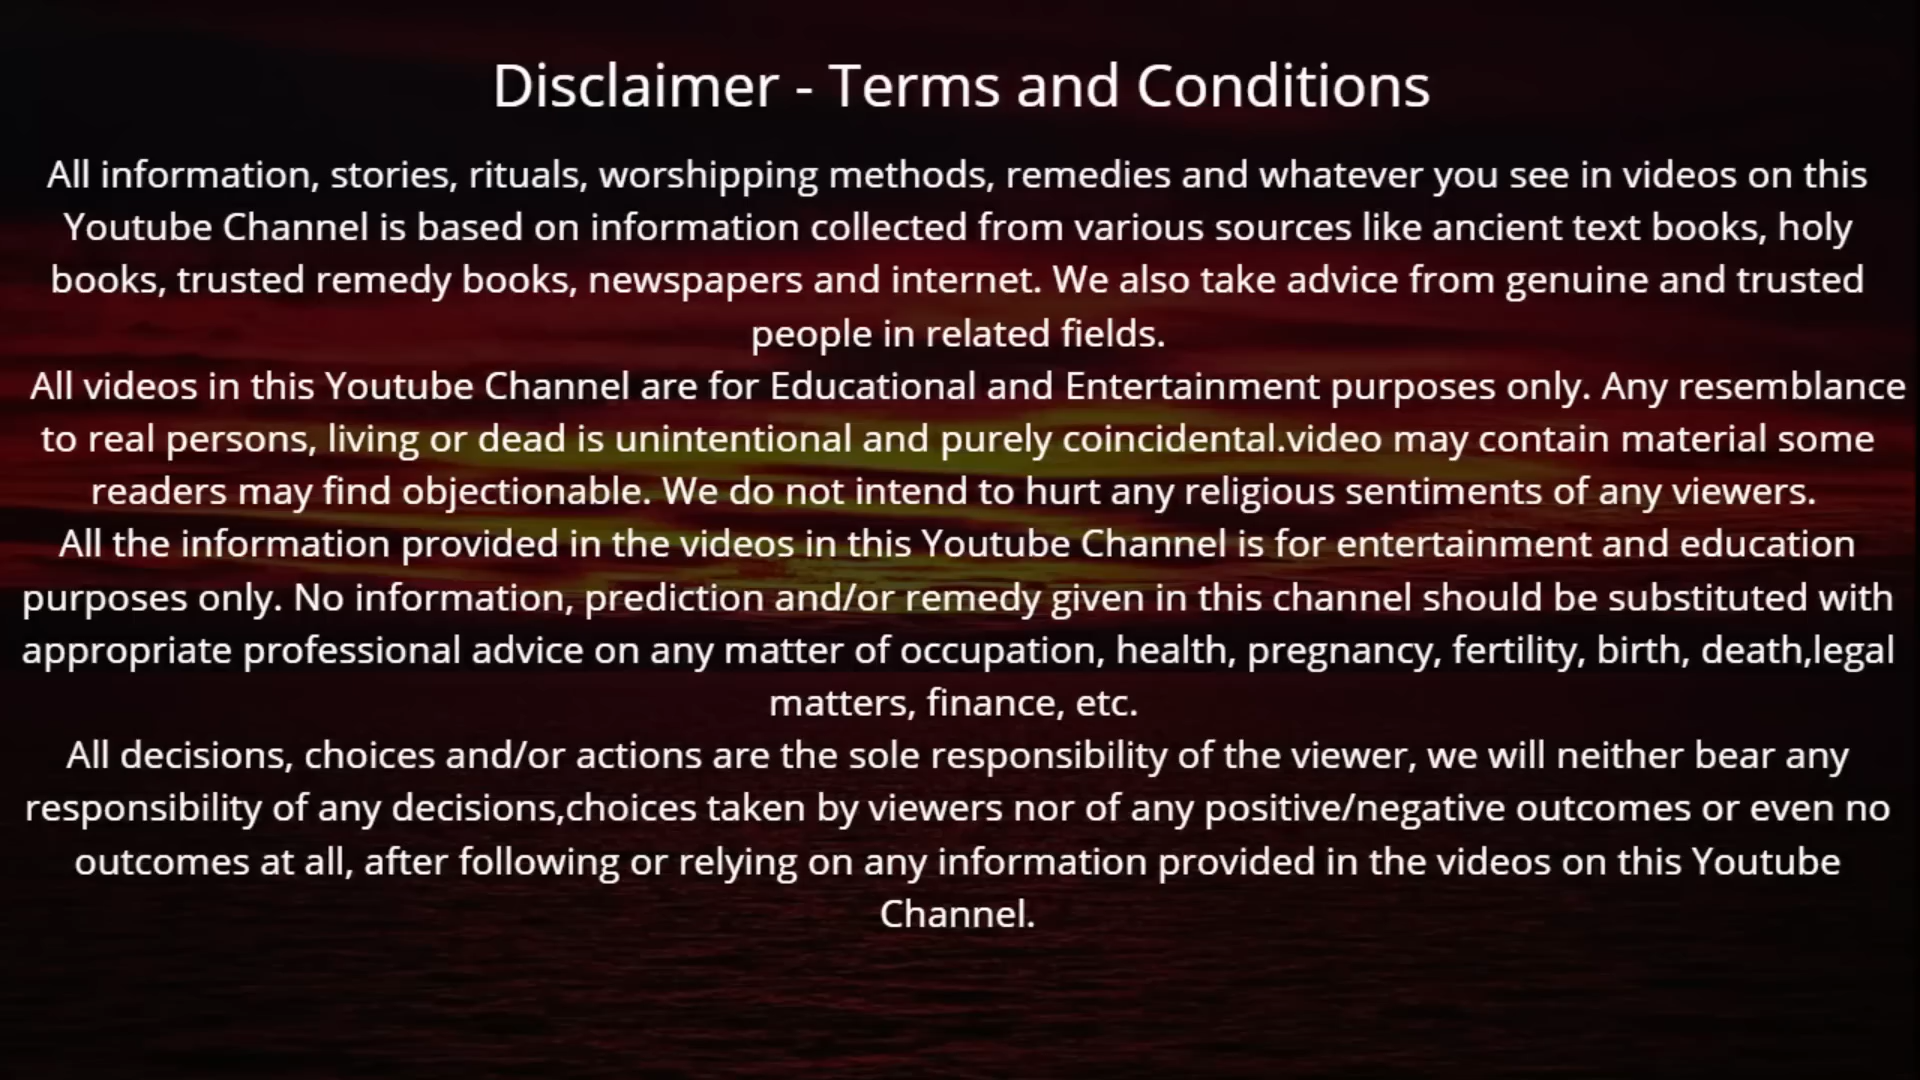 Disclaimer - Terms and Conditions
All information, stories, rituals, worshipping methods, remedies and whatever you see in videos on this
Youtube Channel is based on information collected from various sources like ancient text books, holy
books, trusted remedy books, newspapers and internet. We also take advice from genuine and trusted
people in related fields.
All videos in this Youtube Channel are for Educational and Entertainment purposes only. Any resemblance
to real persons, living or dead is unintentional and purely coincidental.video may contain material some
readers may find objectionable. We do not intend to hurt any religious sentiments of any viewers.
All the information provided in the videos in this Youtube Channel is for entertainment and education
purposes only. No information, prediction and/or remedy given in this channel should be substituted with
appropriate professional advice on any matter of occupation, health, pregnancy, fertility, birth, death,legal
matters, finance, etc.
All decisions, choices and/or actions are the sole responsibility of the viewer, we will neither bear any
responsibility of any decisions,choices taken by viewers nor of any positive/negative outcomes or even no
outcomes at all, after following or relying on any information provided in the videos on this Youtube
Channel.